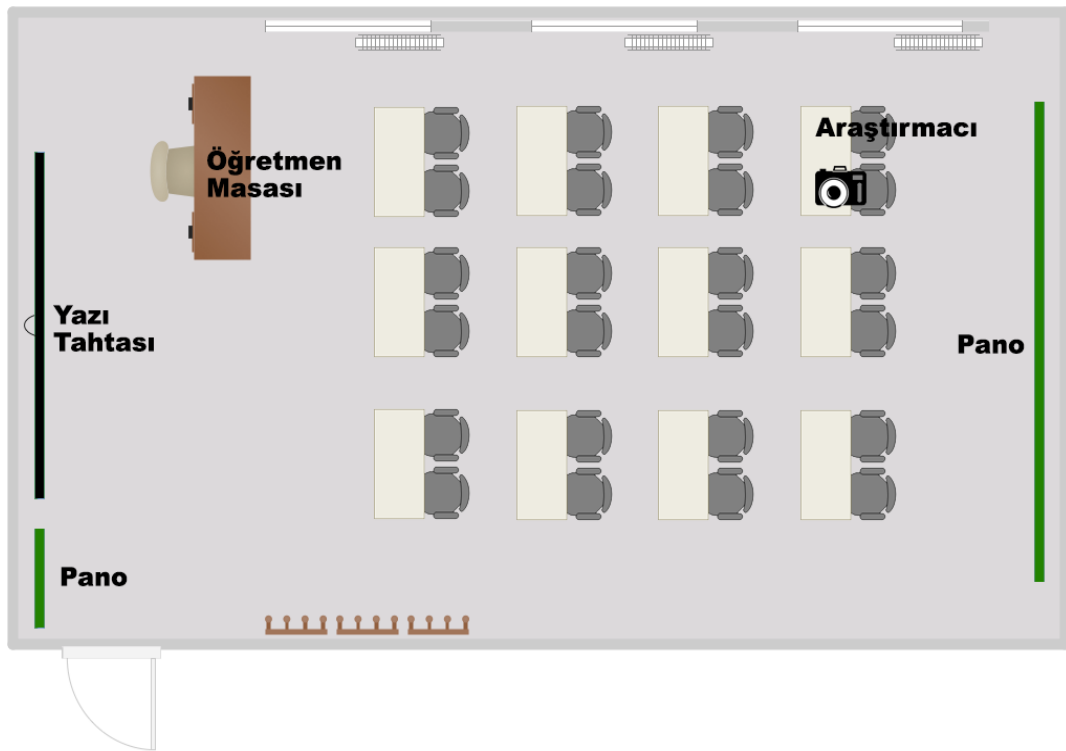 Araştırmacı
Öğretmen
Masası
Yazı
Tahtası
Pano
Pano